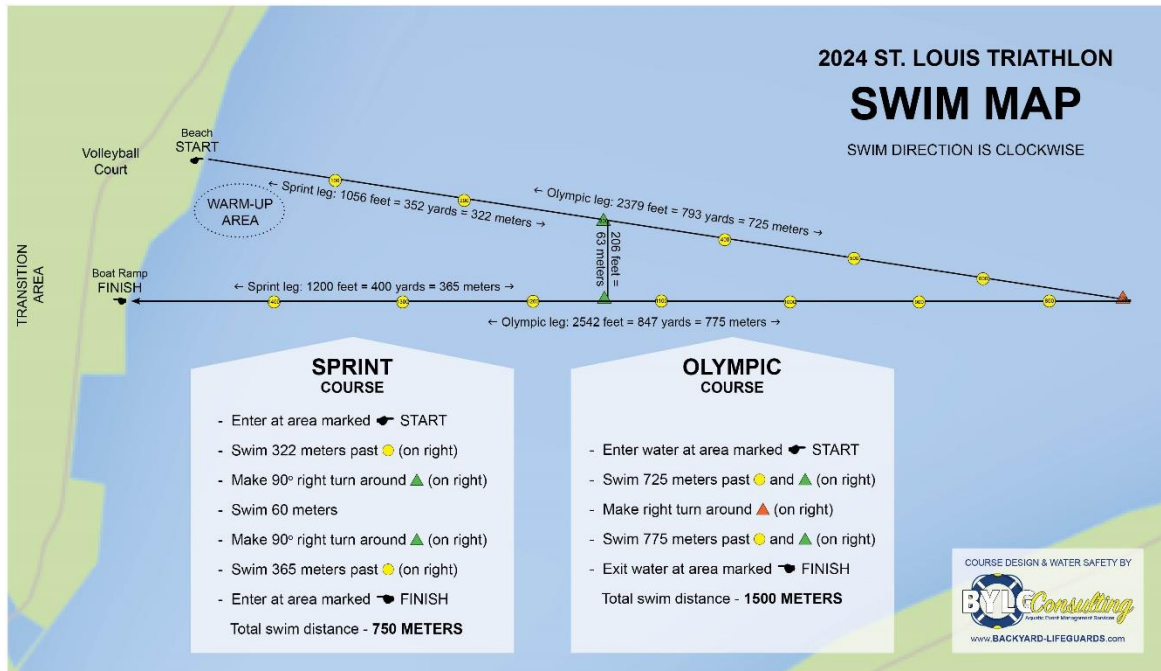 2024 ST. LOUIS TRIATHLON
SWIM MAP
SWIM DIRECTION IS CLOCKWISE
Beach
START
Volleyball
Court
WARM-UP
AREA
TRANSITION
AREA
Boat Ramp
FINISH
← Sprint leg: 1056 feet = 352 yards = 322 meters →
← Olympic leg: 2379 feet = 793 yards = 725 meters →
206 feet =
63 meters
← Sprint leg: 1200 feet = 400 yards = 365 meters →
← Olympic leg: 2542 feet = 847 yards = 775 meters →
SPRINT
COURSE
- Enter at area marked START
- Swim 322 meters past (on right)
- Make 90º right turn around (on right)
- Swim 60 meters
- Make 90º right turn around (on right)
- Swim 365 meters past (on right)
- Enter at area marked FINISH
Total swim distance - 750 METERS
OLYMPIC
COURSE
- Enter water at area marked START
- Swim 725 meters past and (on right)
- Make right turn around (on right)
- Swim 775 meters past and (on right)
- Exit water at area marked FINISH
Total swim distance - 1500 METERS
COURSE DESIGN & WATER SAFETY BY
BYLG Consulting
Aquatic Event Management Services
www.BACKYARD-LIFEGUARDS.com